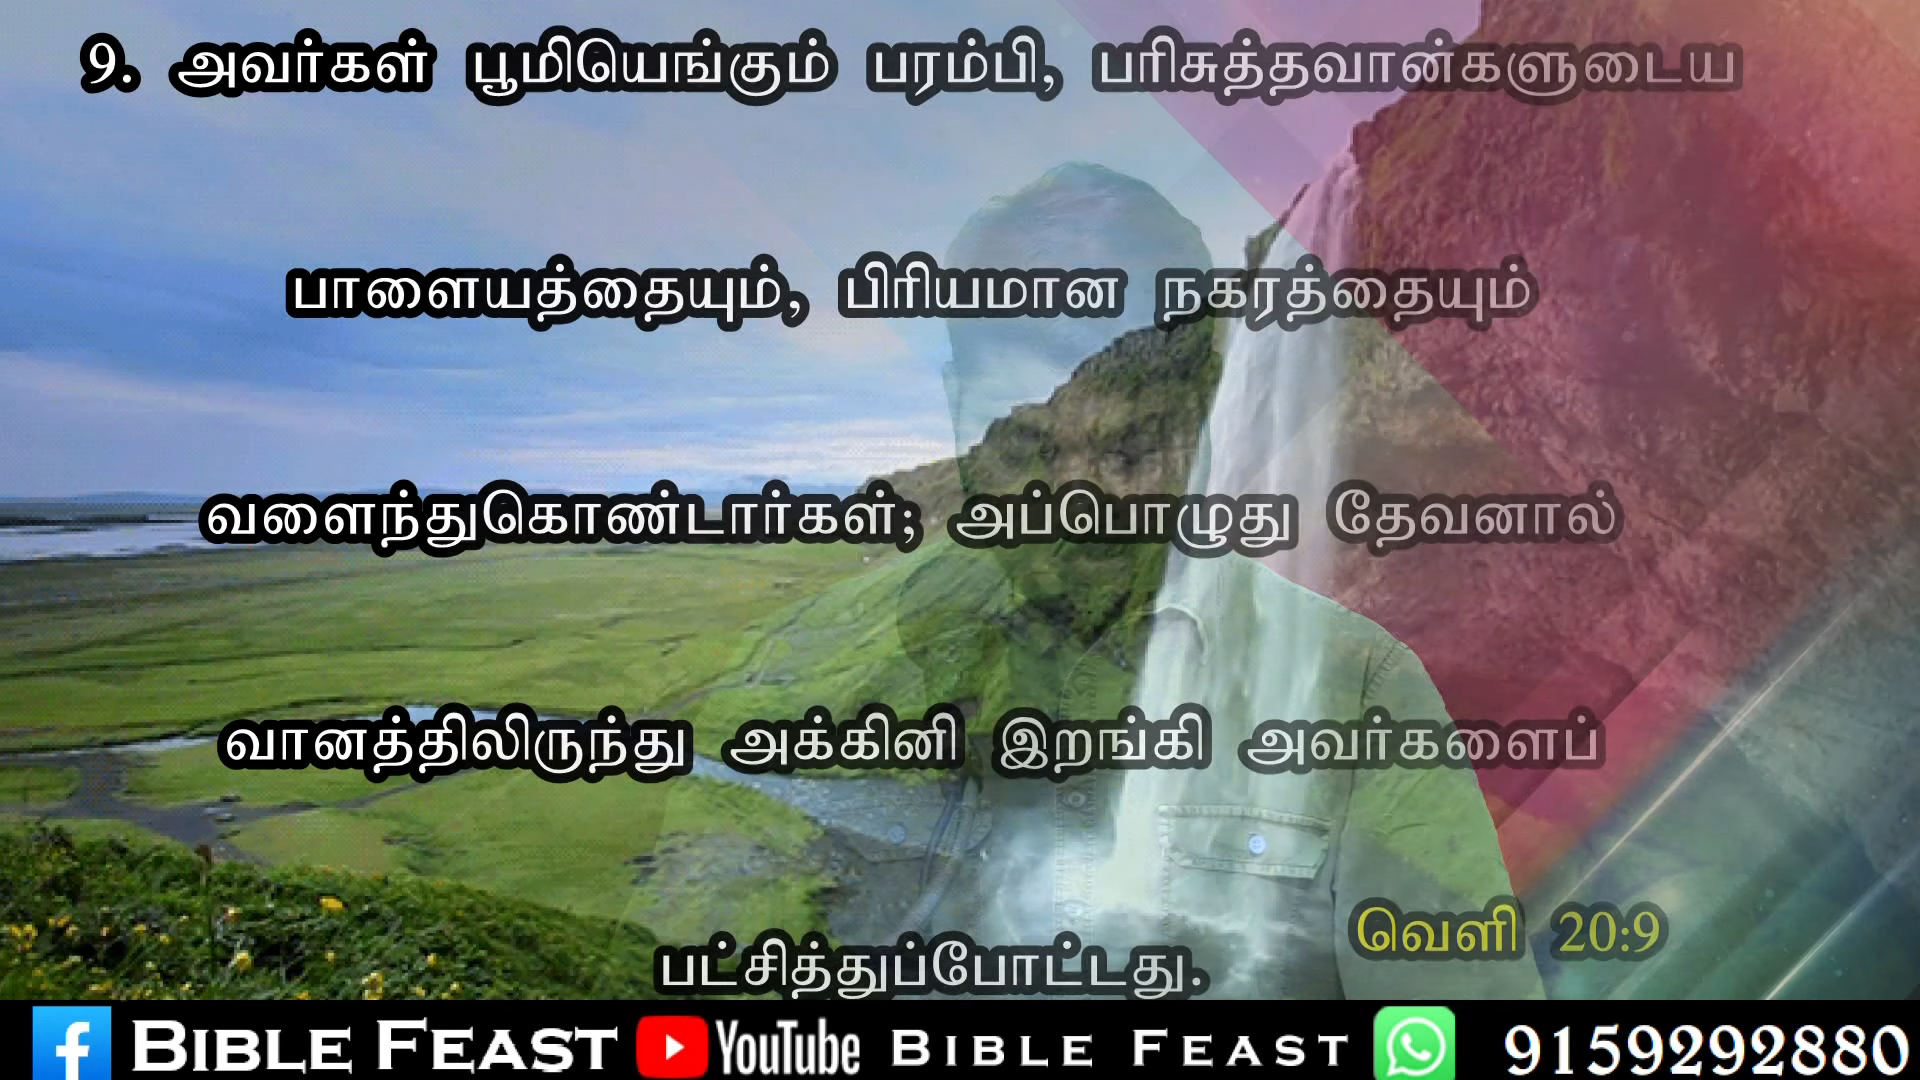 9. அவர்கள் பூமியெங்கும் பரம்பி, பரிசுத்தவான்களுடைய
பாளையத்தையும், பிரியமான நகரத்தையும்
வளைந்துகொண்டார்கள்; அப்பொழுது தேவனால்
வானத்திலிருந்து அக்கினி இறங்கி அவர்களைப்
பட்சித்துப்போட்டது.
வெளி 20:9
BIBLE FEAST YouTube BIBLE FEAST 9159292880